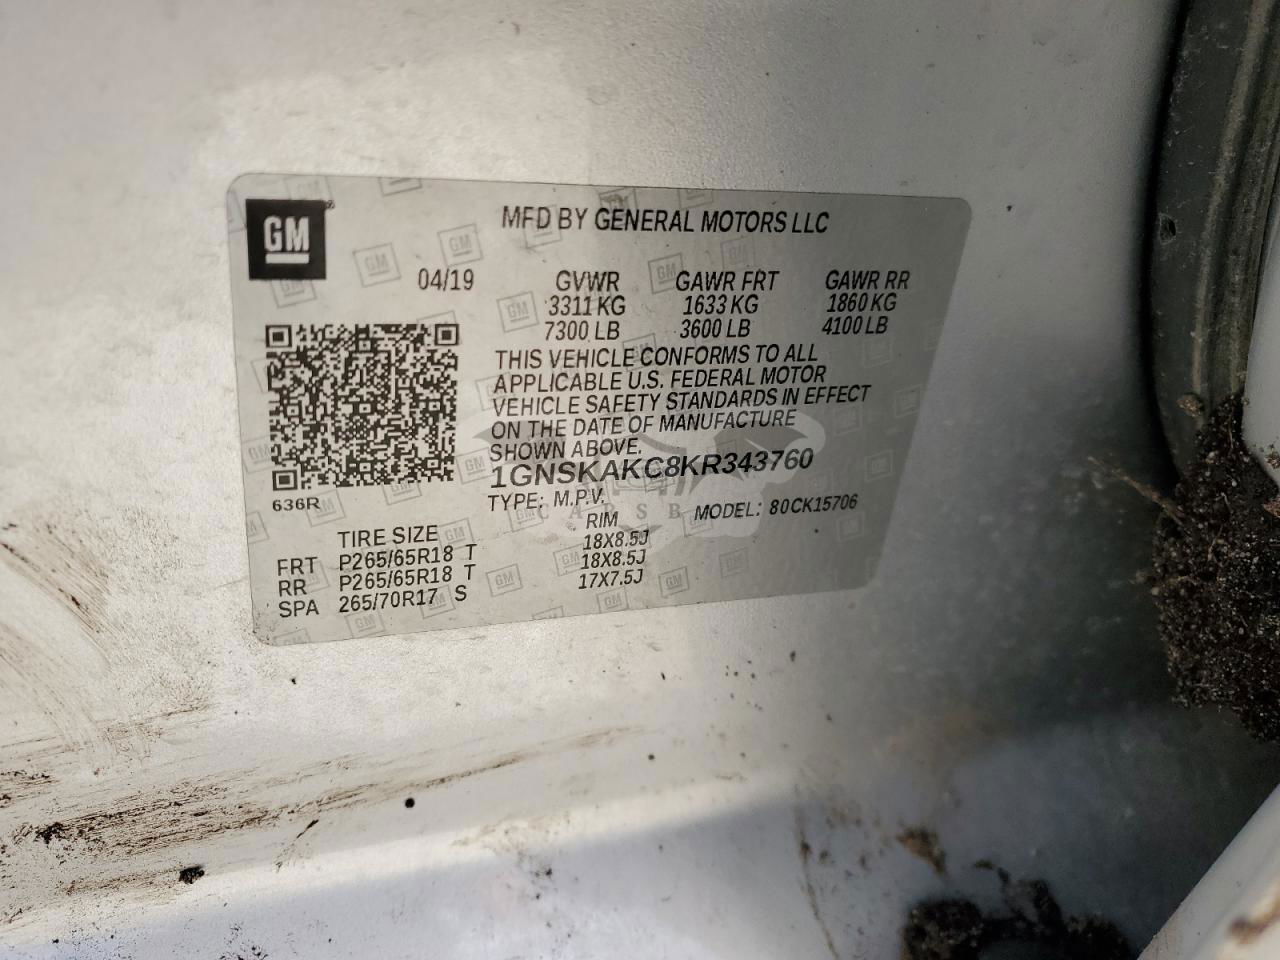 GM
MFD BY GENERAL MOTORS LLC
04/19 GVWR GAWR FRT GAWR RR
3311 KG 1633 KG 1860 KG
7300 LB 3600 LB 4100 LB
THIS VEHICLE CONFORMS TO ALL
APPLICABLE U.S. FEDERAL MOTOR
VEHICLE SAFETY STANDARDS IN EFFECT
ON THE DATE OF MANUFACTURE
SHOWN ABOVE.
1GNSKAKC8KR343760
636R
TYPE: M.P.V. MODEL: 80CK15706
TIRE SIZE RIM
FRT P265/65R18 T 18X8.5J
RR P265/65R18 T 18X8.5J
SPA 265/70R17 S 17X7.5J